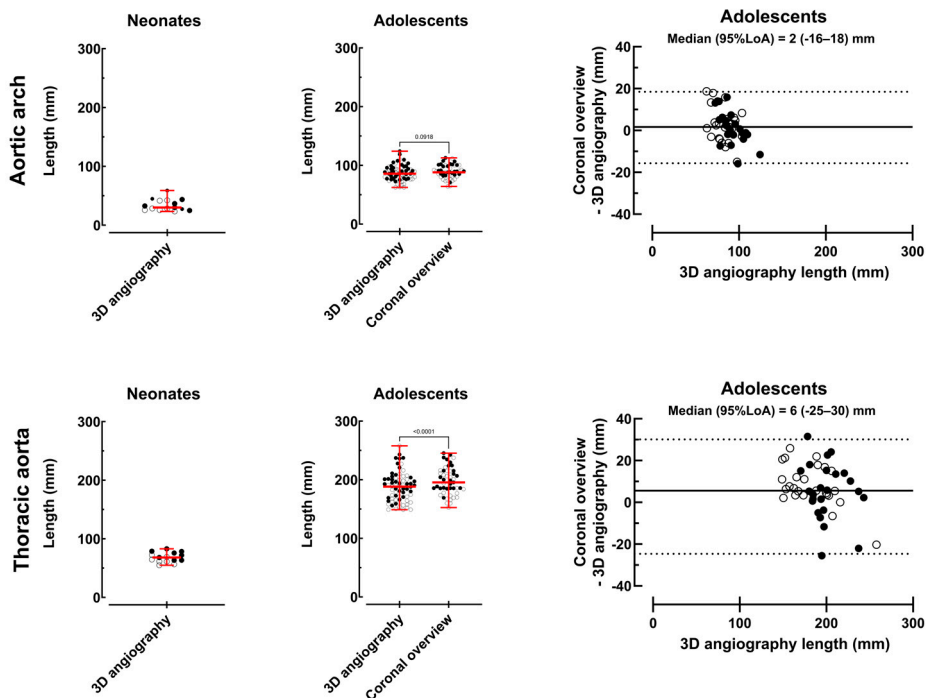 Aortic arch
Neonates
Length (mm)
300
200
100
0
3D angiography
Adolescents
Length (mm)
300
200
100
0
0.0918
3D angiography
Coronal overview
Adolescents
Median (95%LoA) = 2 (-16–18) mm
Coronal overview
- 3D angiography (mm)
40
20
0
-20
-40
0 100 200 300
3D angiography length (mm)
Thoracic aorta
Neonates
Length (mm)
300
200
100
0
3D angiography
Adolescents
Length (mm)
300
200
100
0
<0.0001
3D angiography
Coronal overview
Adolescents
Median (95%LoA) = 6 (-25–30) mm
Coronal overview
- 3D angiography (mm)
40
20
0
-20
-40
0 100 200 300
3D angiography length (mm)